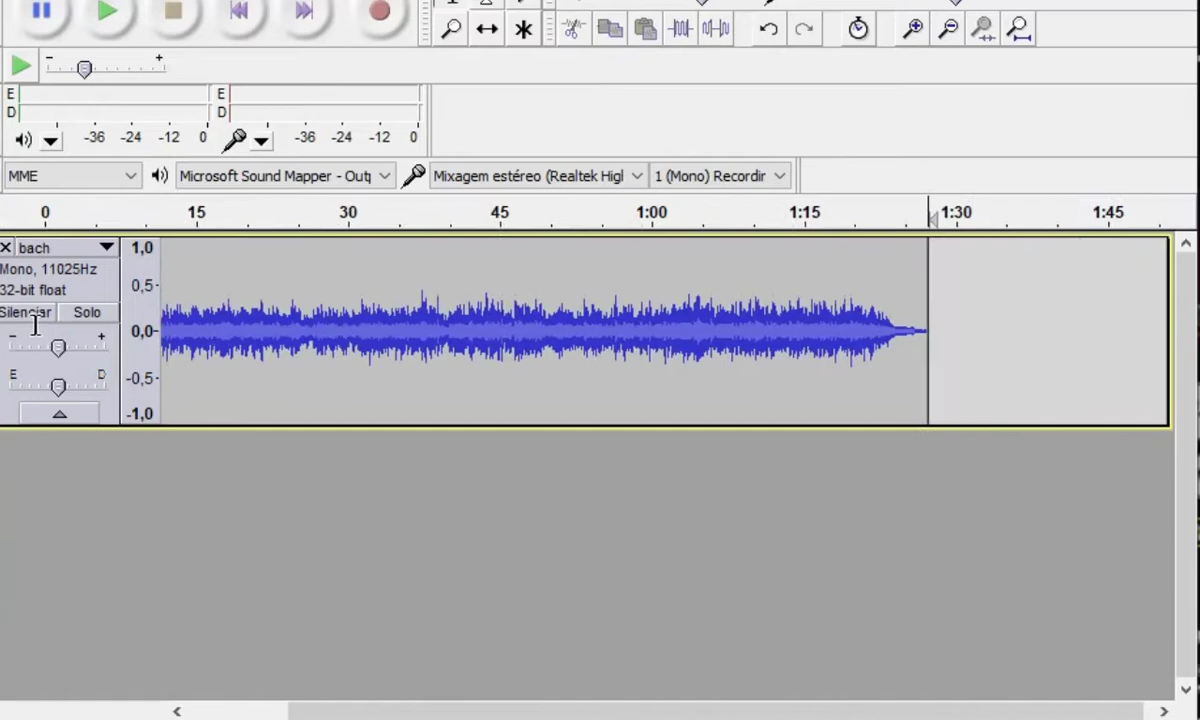 - +
E E
D D
-36 -24 -12 0 -36 -24 -12 0
MME Microsoft Sound Mapper - Outp Mixagem estéreo (Realtek Higl 1 (Mono) Recordir
0 15 30 45 1:00 1:15 1:30 1:45
X bach 1,0
Mono, 11025Hz 0,5-
32-bit float
Silenciar Solo 0,0-
- +
E D -0,5-
-1,0